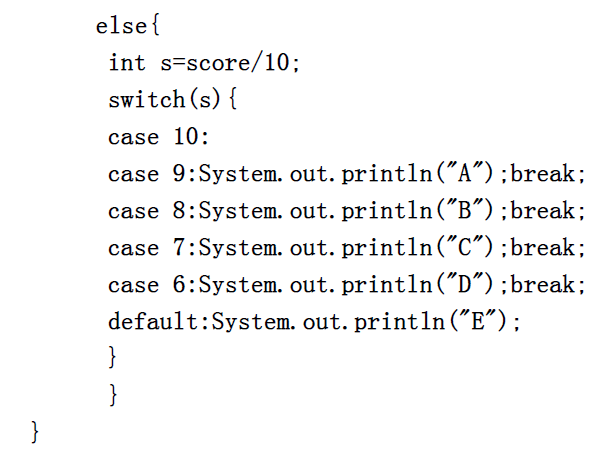 else{
int s=score/10;
switch(s){
case 10:
case 9:System.out.println("A");break;
case 8:System.out.println("B");break;
case 7:System.out.println("C");break;
case 6:System.out.println("D");break;
default:System.out.println("E");
}
}
}